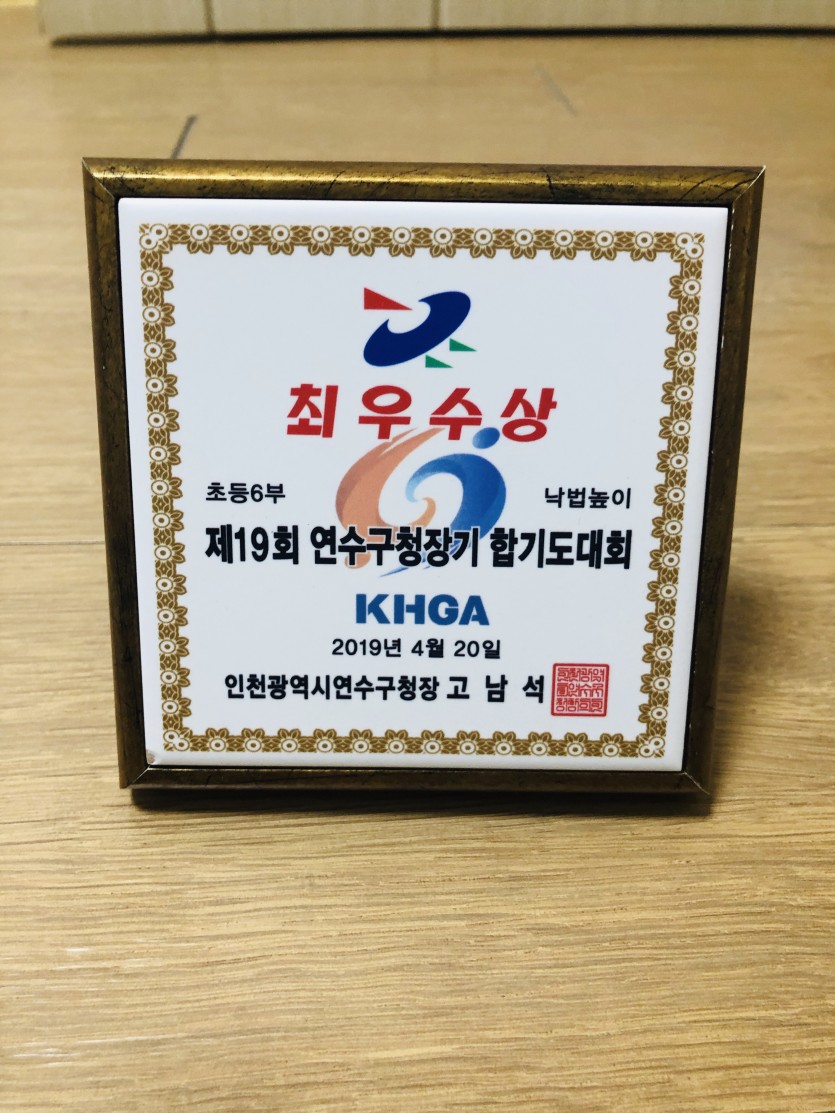 최우수상
초등6부 낙법높이
제19회 연수구청장기 합기도대회
KHGA
2019년 4월 20일
인천광역시연수구청장 고 남 석